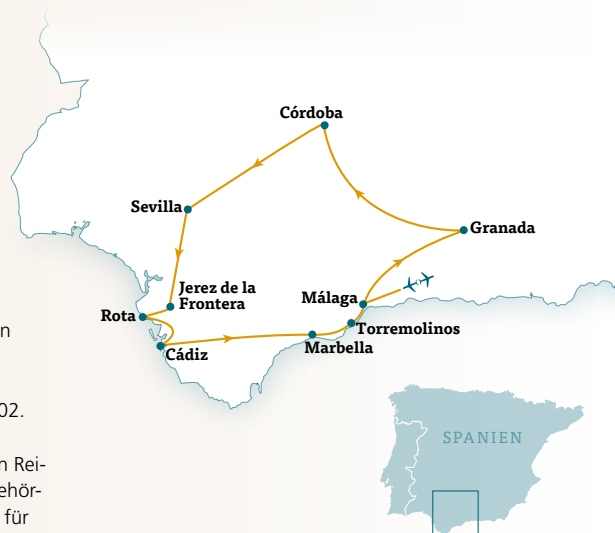 Córdoba
Sevilla
Granada
Jerez de la
Frontera
Málaga
Rota
Torremolinos
Marbella
Cádiz
n
02.
n Rei-
ehör-
für
SPANIEN